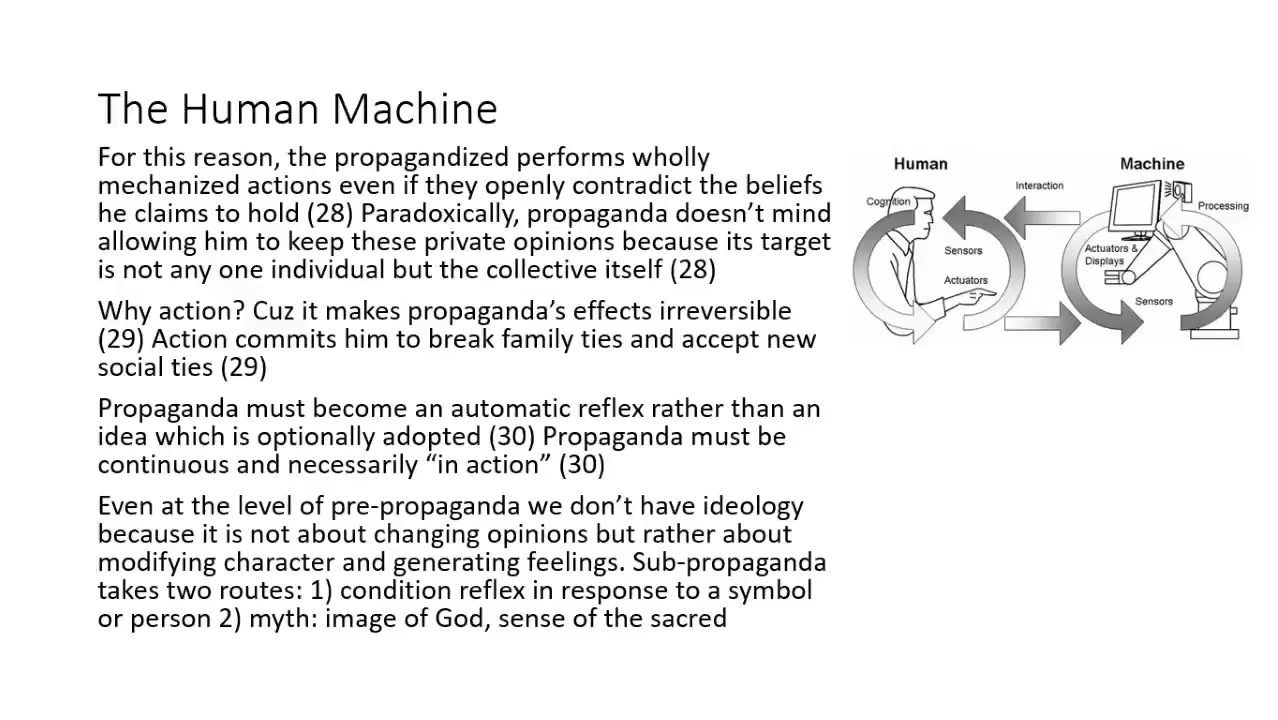 The Human Machine
For this reason, the propagandized performs wholly
mechanized actions even if they openly contradict the beliefs
he claims to hold (28) Paradoxically, propaganda doesn’t mind
allowing him to keep these private opinions because its target
is not any one individual but the collective itself (28)
Why action? Cuz it makes propaganda’s effects irreversible
(29) Action commits him to break family ties and accept new
social ties (29)
Propaganda must become an automatic reflex rather than an
idea which is optionally adopted (30) Propaganda must be
continuous and necessarily “in action” (30)
Even at the level of pre-propaganda we don’t have ideology
because it is not about changing opinions but rather about
modifying character and generating feelings. Sub-propaganda
takes two routes: 1) condition reflex in response to a symbol
or person 2) myth: image of God, sense of the sacred
Human
Machine
Interaction
Cognition
Processing
Sensors
Actuators &
Displays
Actuators
Sensors